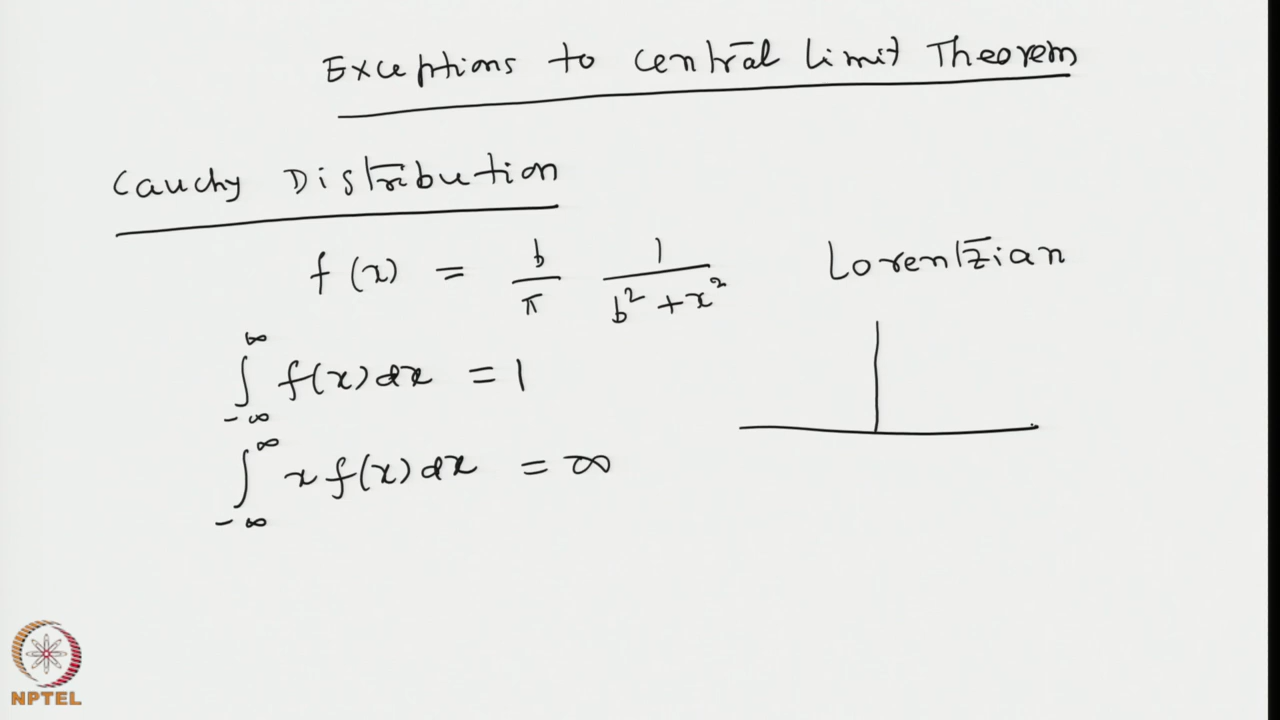 Exceptions to Central Limit Theorem
Cauchy Distribution
f(x) = b/π 1/(b² + x²) Lorentzian
∫_{-∞}^{∞} f(x) dx = 1
∫_{-∞}^{∞} x f(x) dx = ∞
NPTEL